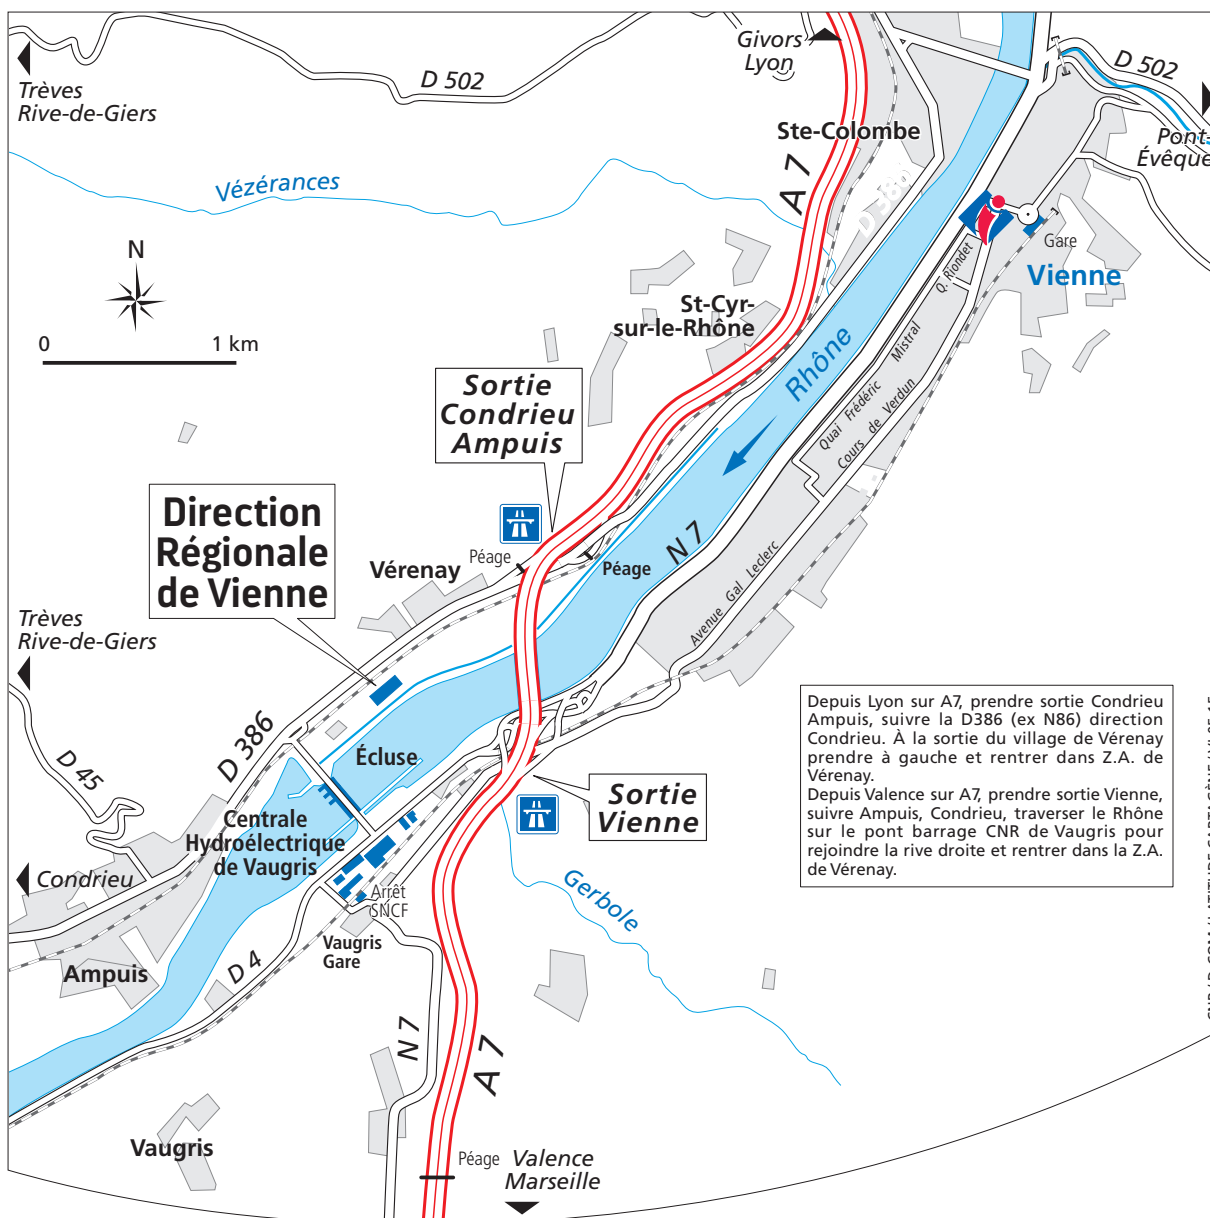 Givors
Lyon
D 502
Trèves
Rive-de-Giers
D 502
Pont-
Évêque
Ste-Colombe
A 7
D 386
Vézérances
N
0 1 km
Gare
Vienne
Q. Riondet
St-Cyr-
sur-le-Rhône
Rhône
Quai Frédéric Mistral
Cours de Verdun
Sortie
Condrieu
Ampuis
Direction
Régionale
de Vienne
Péage
Vérenay
Péage
N 7
Avenue Gal Leclerc
Trèves
Rive-de-Giers
D 45
D 386
Écluse
Centrale
Hydroélectrique
de Vaugris
Sortie
Vienne
Depuis Lyon sur A7, prendre sortie Condrieu
Ampuis, suivre la D386 (ex N86) direction
Condrieu. À la sortie du village de Vérenay
prendre à gauche et rentrer dans Z.A. de
Vérenay.
Depuis Valence sur A7, prendre sortie Vienne,
suivre Ampuis, Condrieu, traverser le Rhône
sur le pont barrage CNR de Vaugris pour
rejoindre la rive droite et rentrer dans la Z.A.
de Vérenay.
Condrieu
Arrêt
SNCF
Gerbole
Vaugris
Gare
Ampuis
D 4
N 7
A 7
Vaugris
Péage
Valence
Marseille